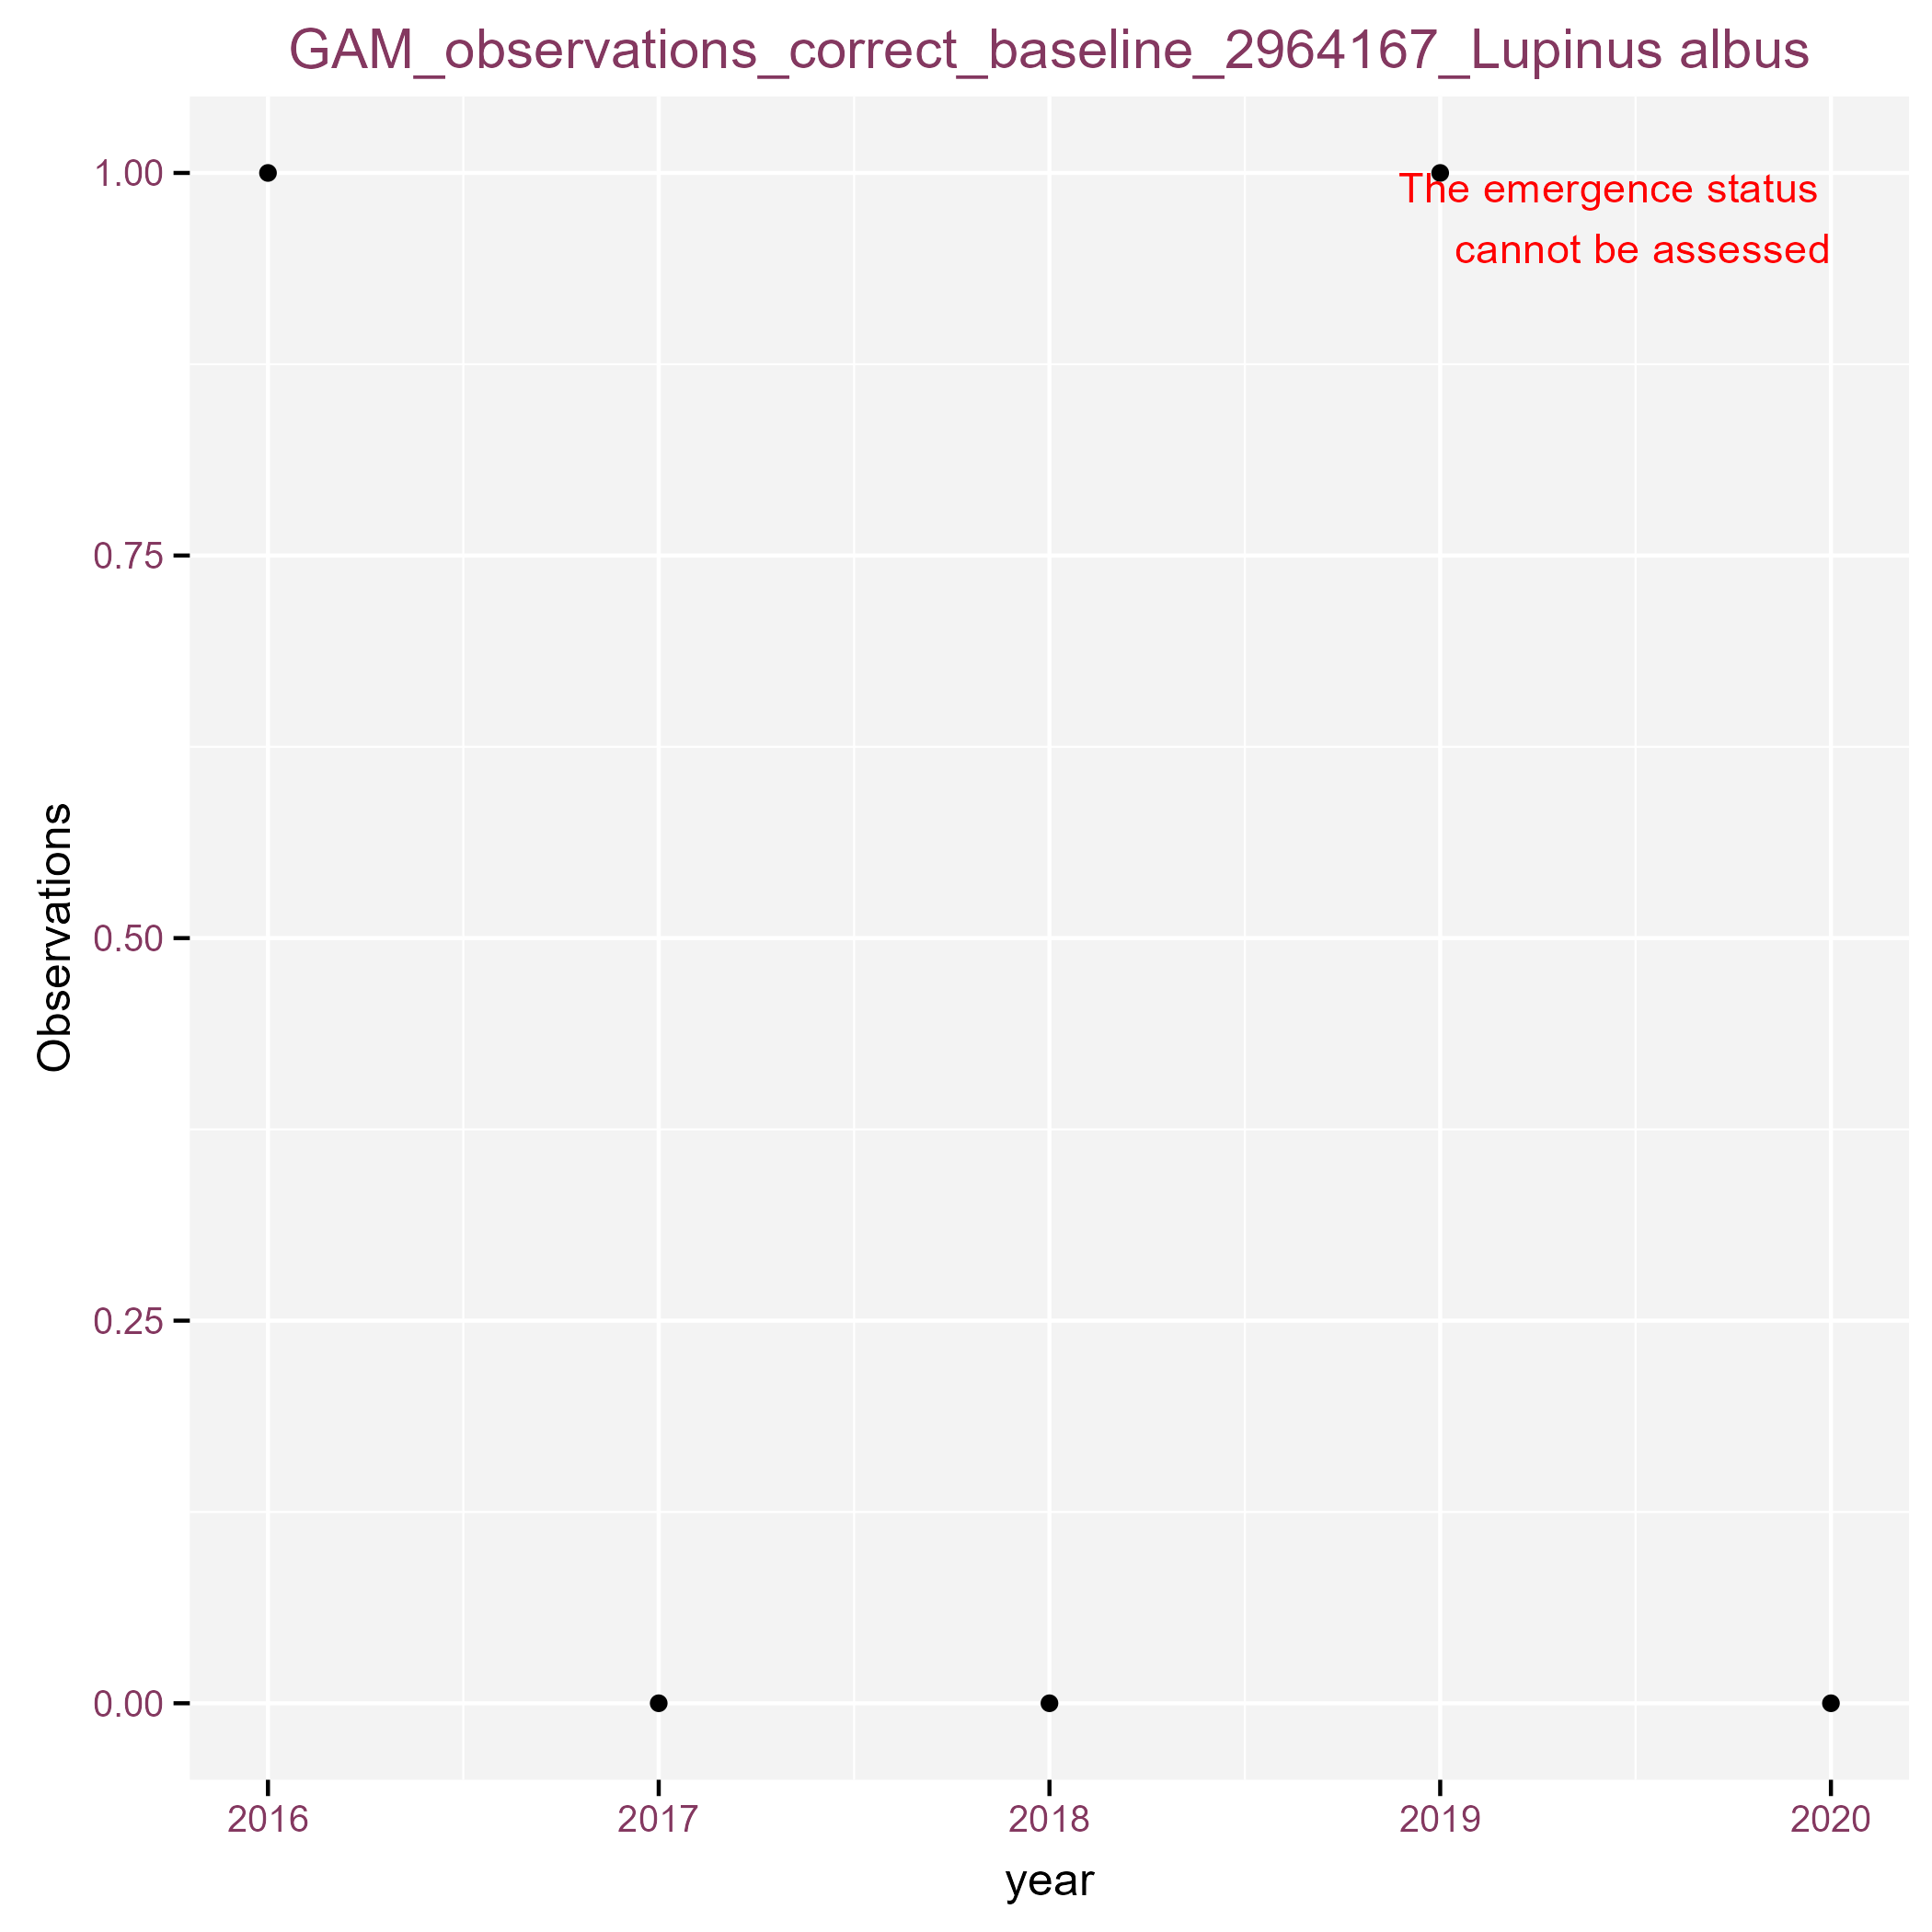 GAM_observations_correct_baseline_2964167_Lupinus albus
1.00
The emergence status
cannot be assessed
0.75
0.50
0.25
0.00
Observations
2016 2017 2018 2019 2020
year